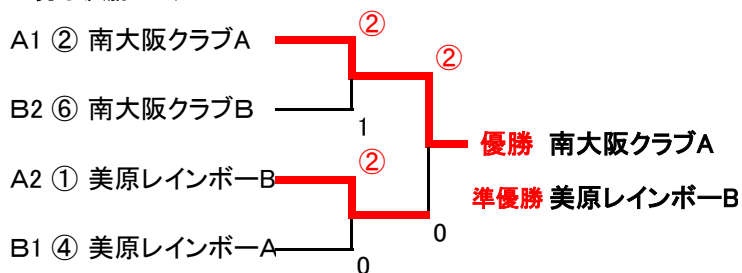 ②
A1 ② 南大阪クラブA
②
B2 ⑥ 南大阪クラブB
1
優勝 南大阪クラブA
②
A2 ① 美原レインボーB
準優勝 美原レインボーB
0
B1 ④ 美原レインボーA
0